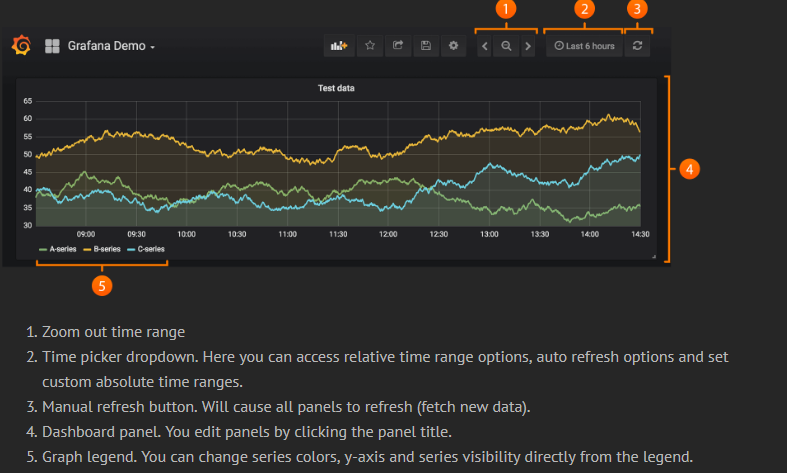 1 2 3
Grafana Demo
Last 6 hours
Test data
65
60
55
50
45
40
35
30
4
09:00 09:30 10:00 10:30 11:00 11:30 12:00 12:30 13:00 13:30 14:00 14:30
A-series B-series C-series
5
1. Zoom out time range
2. Time picker dropdown. Here you can access relative time range options, auto refresh options and set
custom absolute time ranges.
3. Manual refresh button. Will cause all panels to refresh (fetch new data).
4. Dashboard panel. You edit panels by clicking the panel title.
5. Graph legend. You can change series colors, y-axis and series visibility directly from the legend.